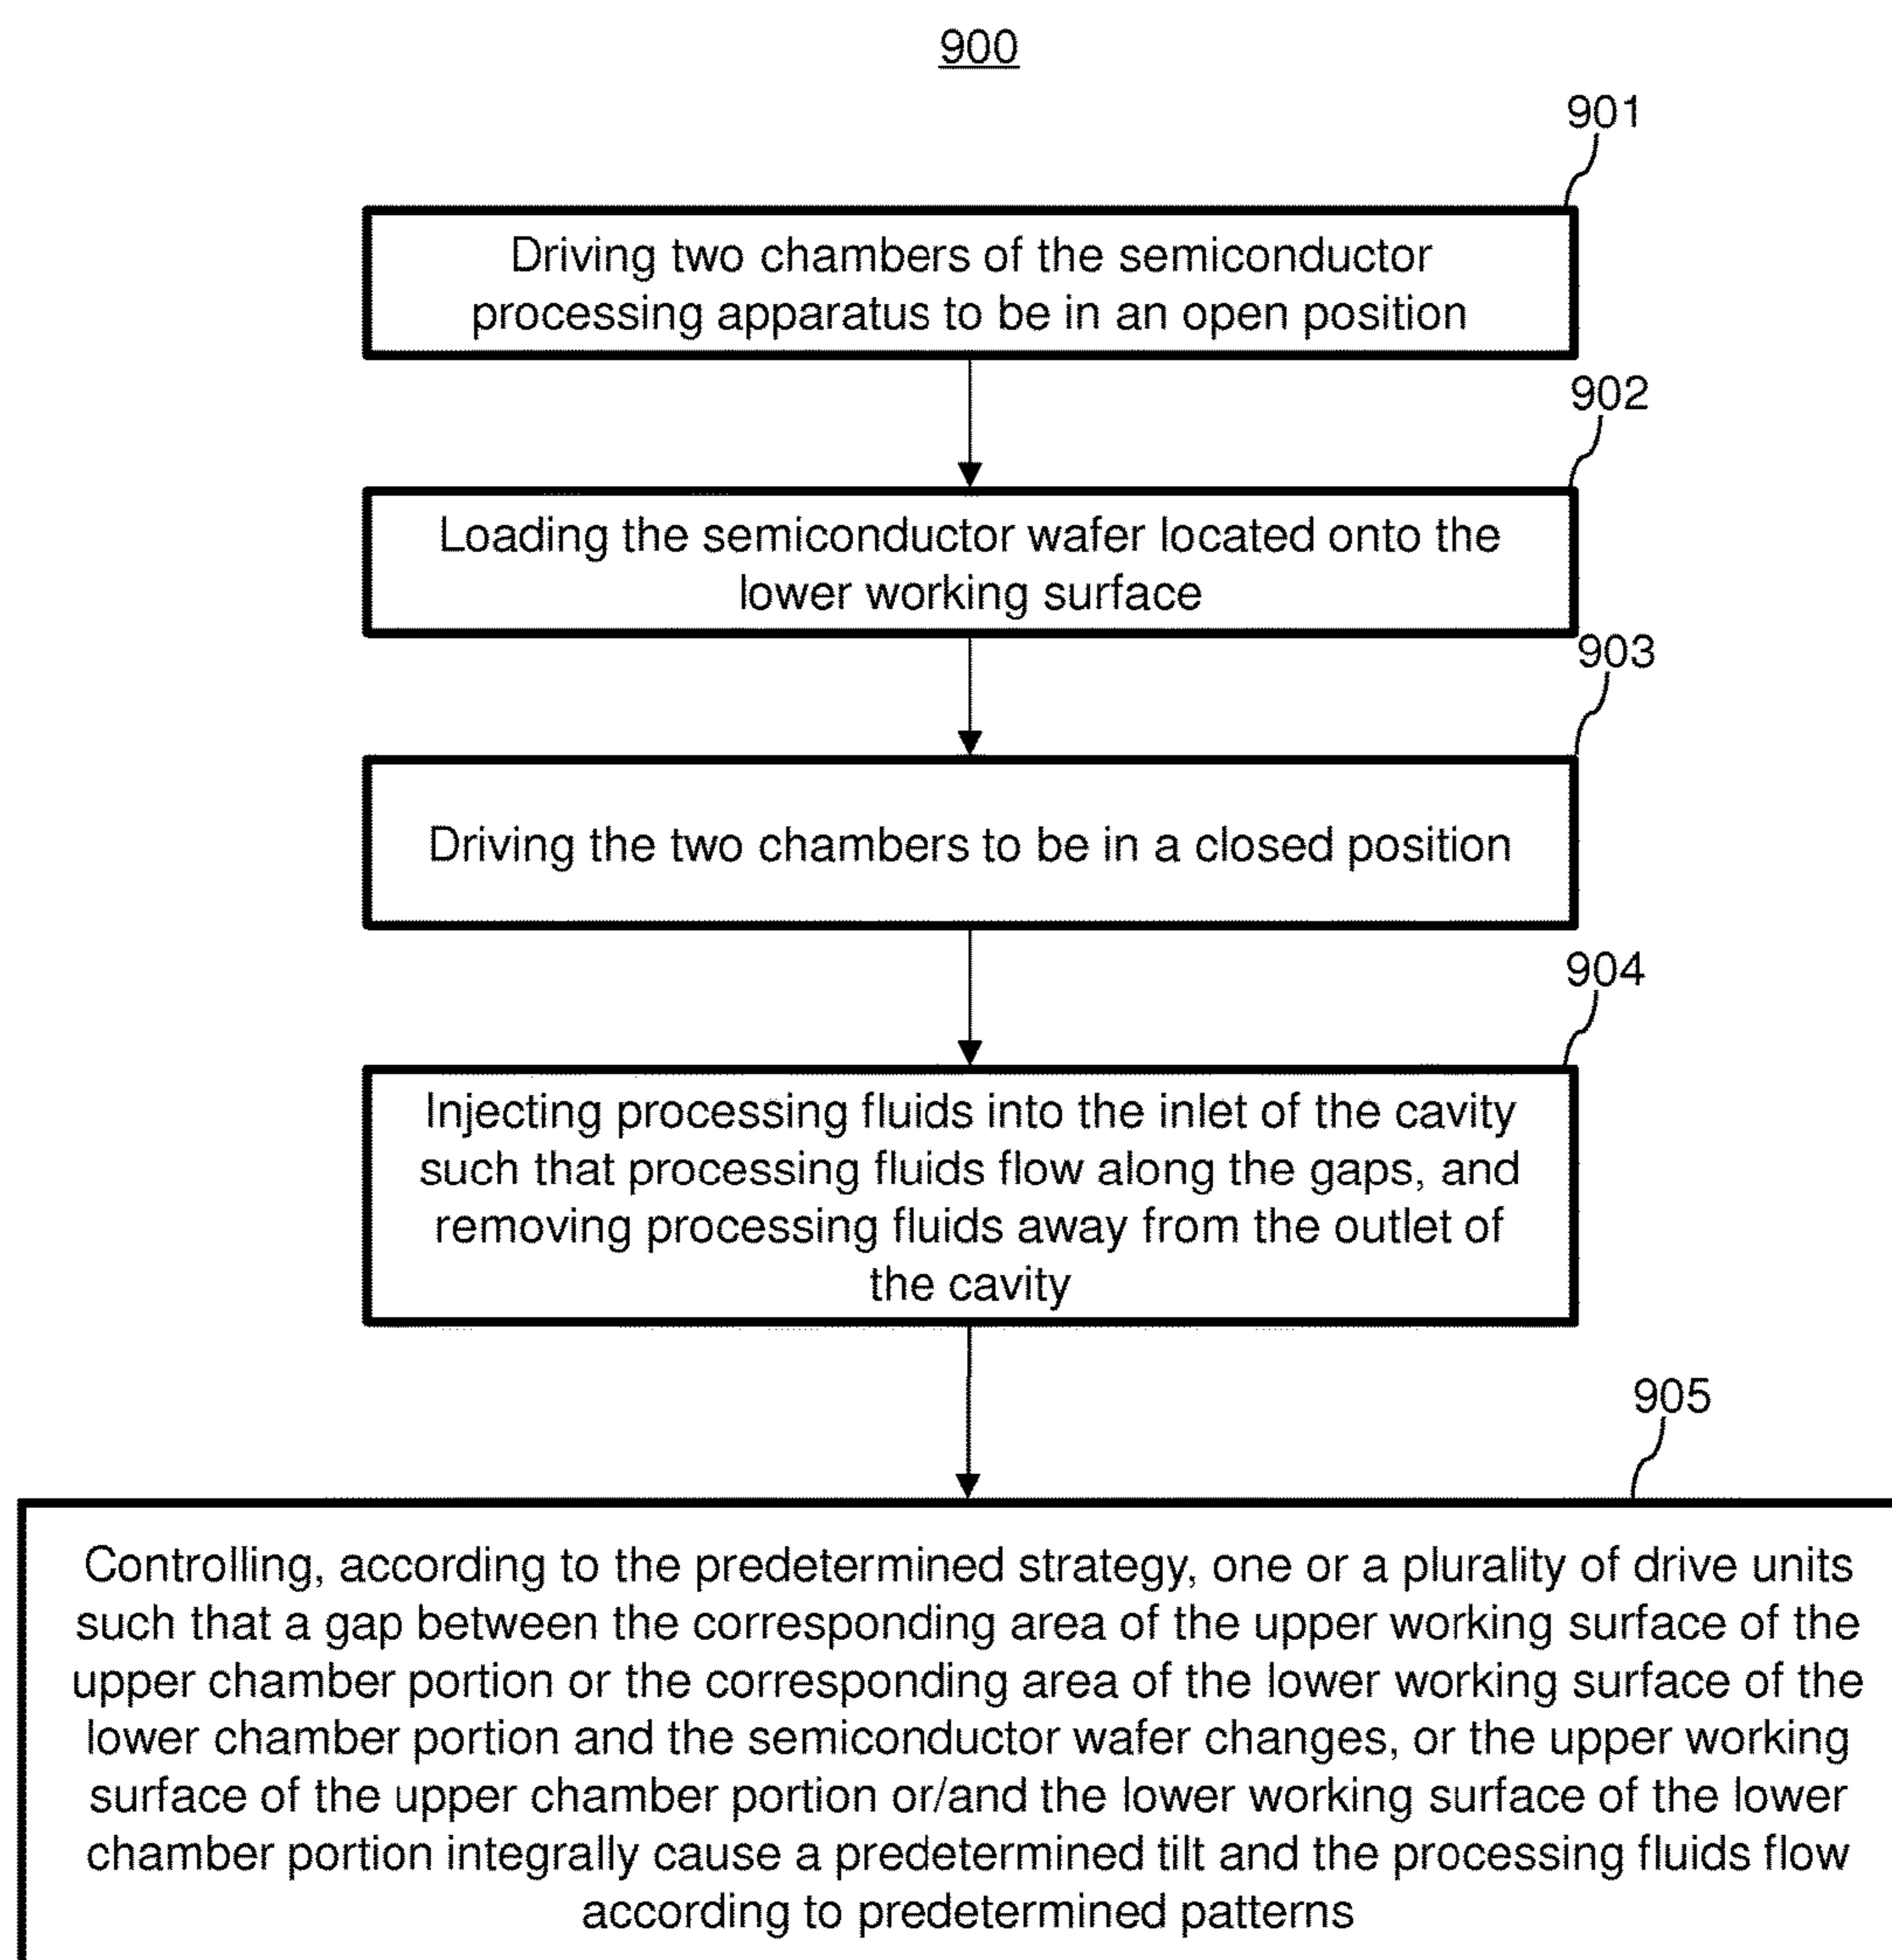 900
901
Driving two chambers of the semiconductor
processing apparatus to be in an open position
902
Loading the semiconductor wafer located onto the
lower working surface
903
Driving the two chambers to be in a closed position
904
Injecting processing fluids into the inlet of the cavity
such that processing fluids flow along the gaps, and
removing processing fluids away from the outlet of
the cavity
905
Controlling, according to the predetermined strategy, one or a plurality of drive units
such that a gap between the corresponding area of the upper working surface of the
upper chamber portion or the corresponding area of the lower working surface of the
lower chamber portion and the semiconductor wafer changes, or the upper working
surface of the upper chamber portion or/and the lower working surface of the lower
chamber portion integrally cause a predetermined tilt and the processing fluids flow
according to predetermined patterns